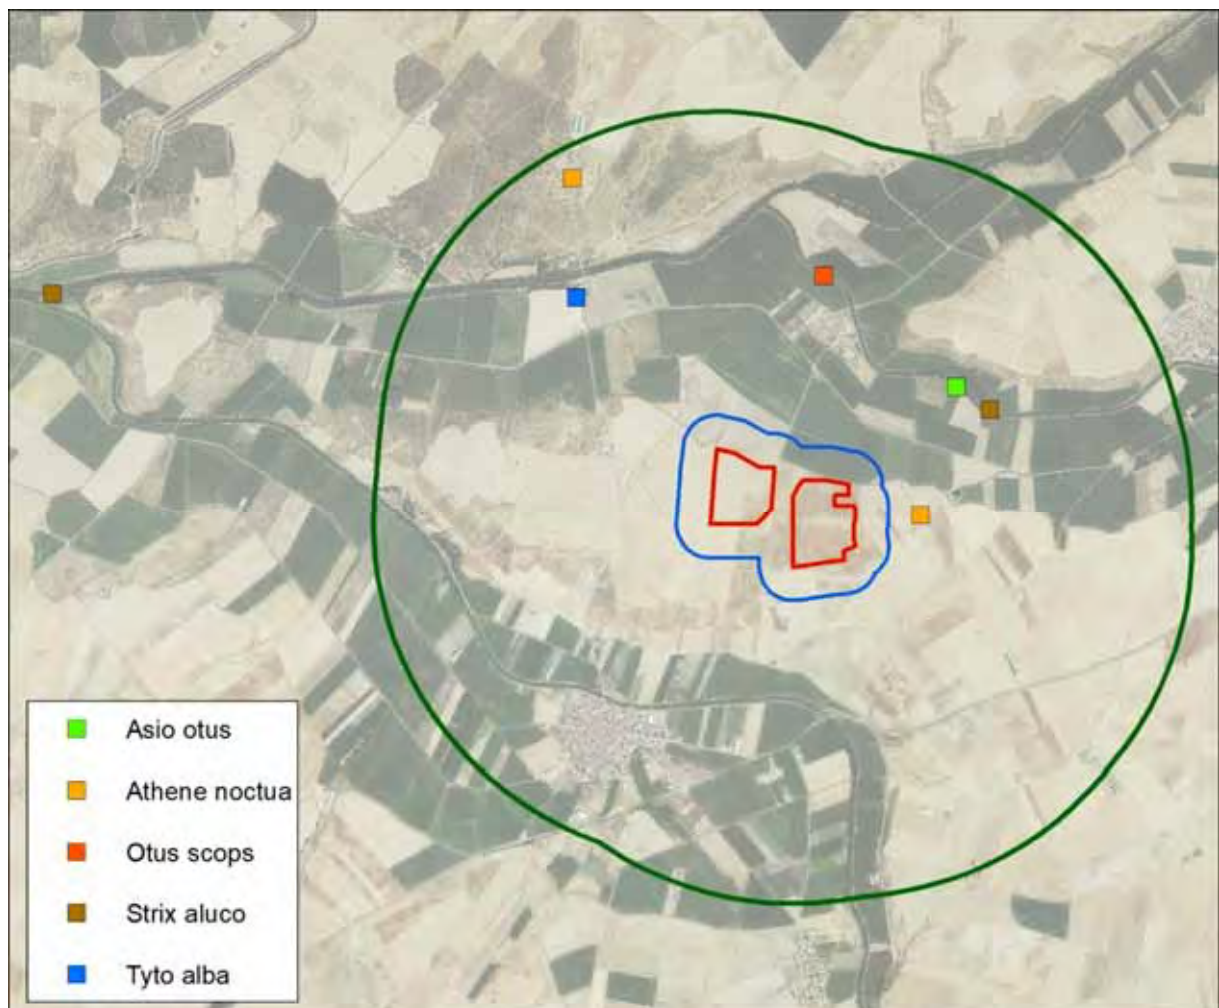 Asio otus
Athene noctua
Otus scops
Strix aluco
Tyto alba